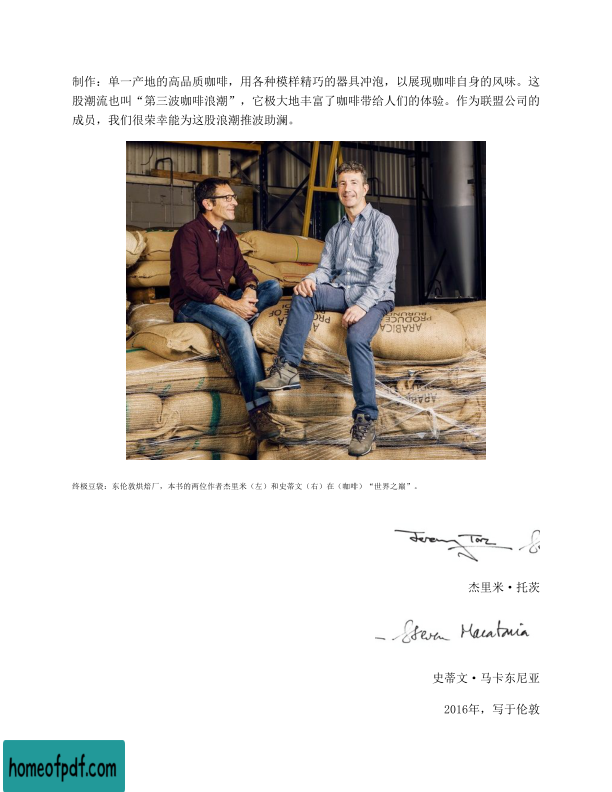 制作：单一产地的高品质咖啡，用各种模样精巧的器具冲泡，以展现咖啡自身的风味。这
股潮流也叫“第三波咖啡浪潮”，它极大地丰富了咖啡带给人们的体验。作为联盟公司的
成员，我们很荣幸能为这股浪潮推波助澜。
ARABICA
PRODUCE OF
BURUNDI
终极豆袋：东伦敦烘焙厂，本书的两位作者杰里米（左）和史蒂文（右）在（咖啡）“世界之巅”。
Jeremy Torz
杰里米·托茨
Steven Macatonia
史蒂文·马卡东尼亚
2016年，写于伦敦
homeofpdf.com